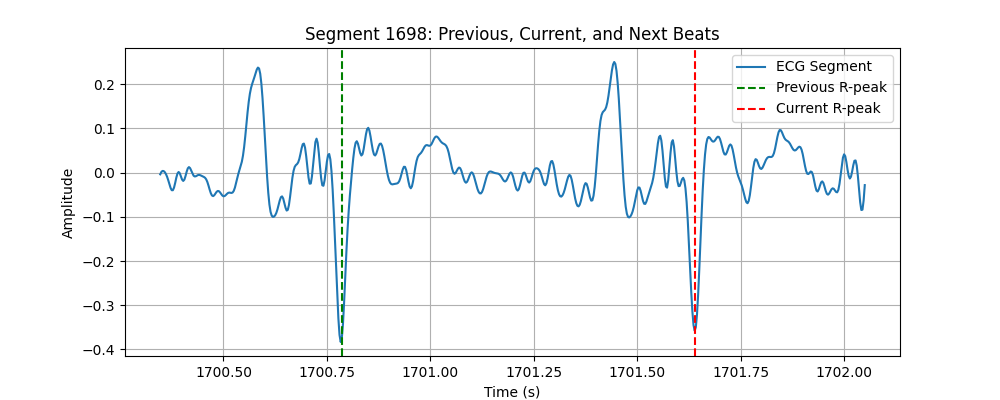 Segment 1698: Previous, Current, and Next Beats
ECG Segment
Previous R-peak
Current R-peak
Amplitude
0.2
0.1
0.0
−0.1
−0.2
−0.3
−0.4
1700.50 1700.75 1701.00 1701.25 1701.50 1701.75 1702.00
Time (s)